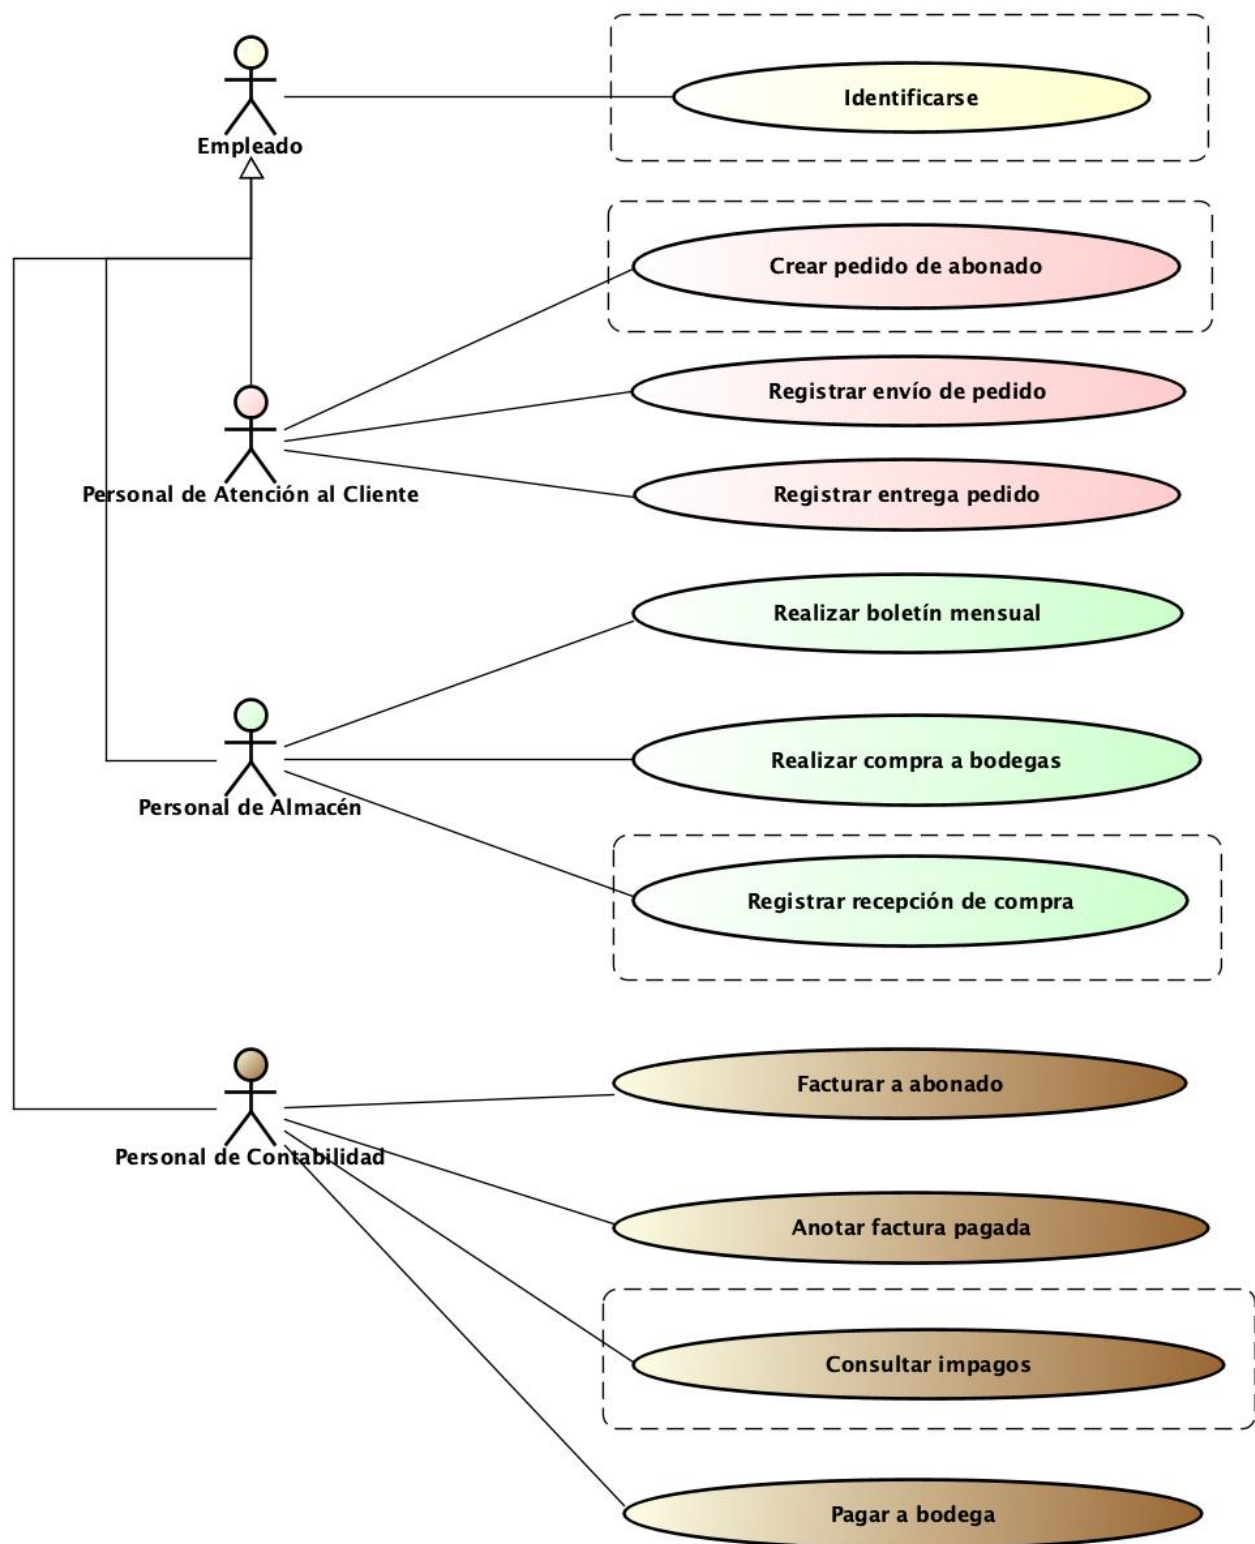 Identificarse
Empleado
Crear pedido de abonado
Registrar envío de pedido
Personal de Atención al Cliente
Registrar entrega pedido
Realizar boletín mensual
Realizar compra a bodegas
Personal de Almacén
Registrar recepción de compra
Facturar a abonado
Personal de Contabilidad
Anotar factura pagada
Consultar impagos
Pagar a bodega